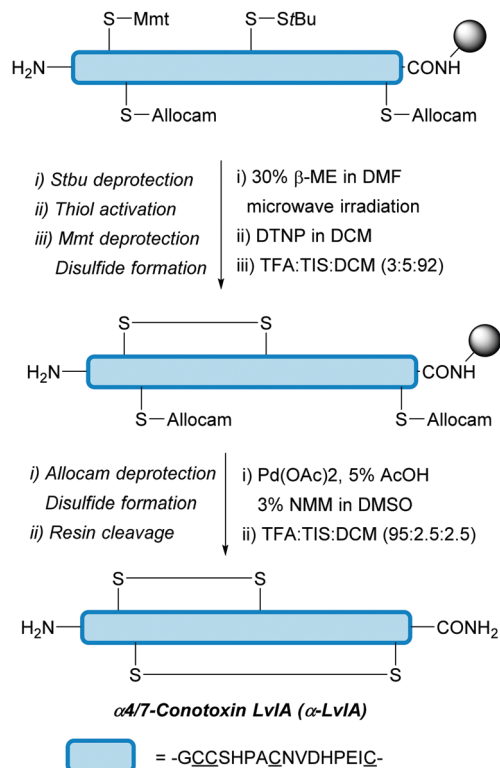 S—Mmt S—StBu
H₂N— CONH
S—Allocam S—Allocam
i) Stbu deprotection
ii) Thiol activation
iii) Mmt deprotection
Disulfide formation
i) 30% β-ME in DMF
microwave irradiation
ii) DTNP in DCM
iii) TFA:TIS:DCM (3:5:92)
S S
H₂N— CONH
S—Allocam S—Allocam
i) Allocam deprotection
Disulfide formation
ii) Resin cleavage
i) Pd(OAc)2, 5% AcOH
3% NMM in DMSO
ii) TFA:TIS:DCM (95:2.5:2.5)
S S
H₂N— CONH₂
S S
α4/7-Conotoxin LvIA (α-LvIA)
= -GCCSHPACNVDHPEIC-